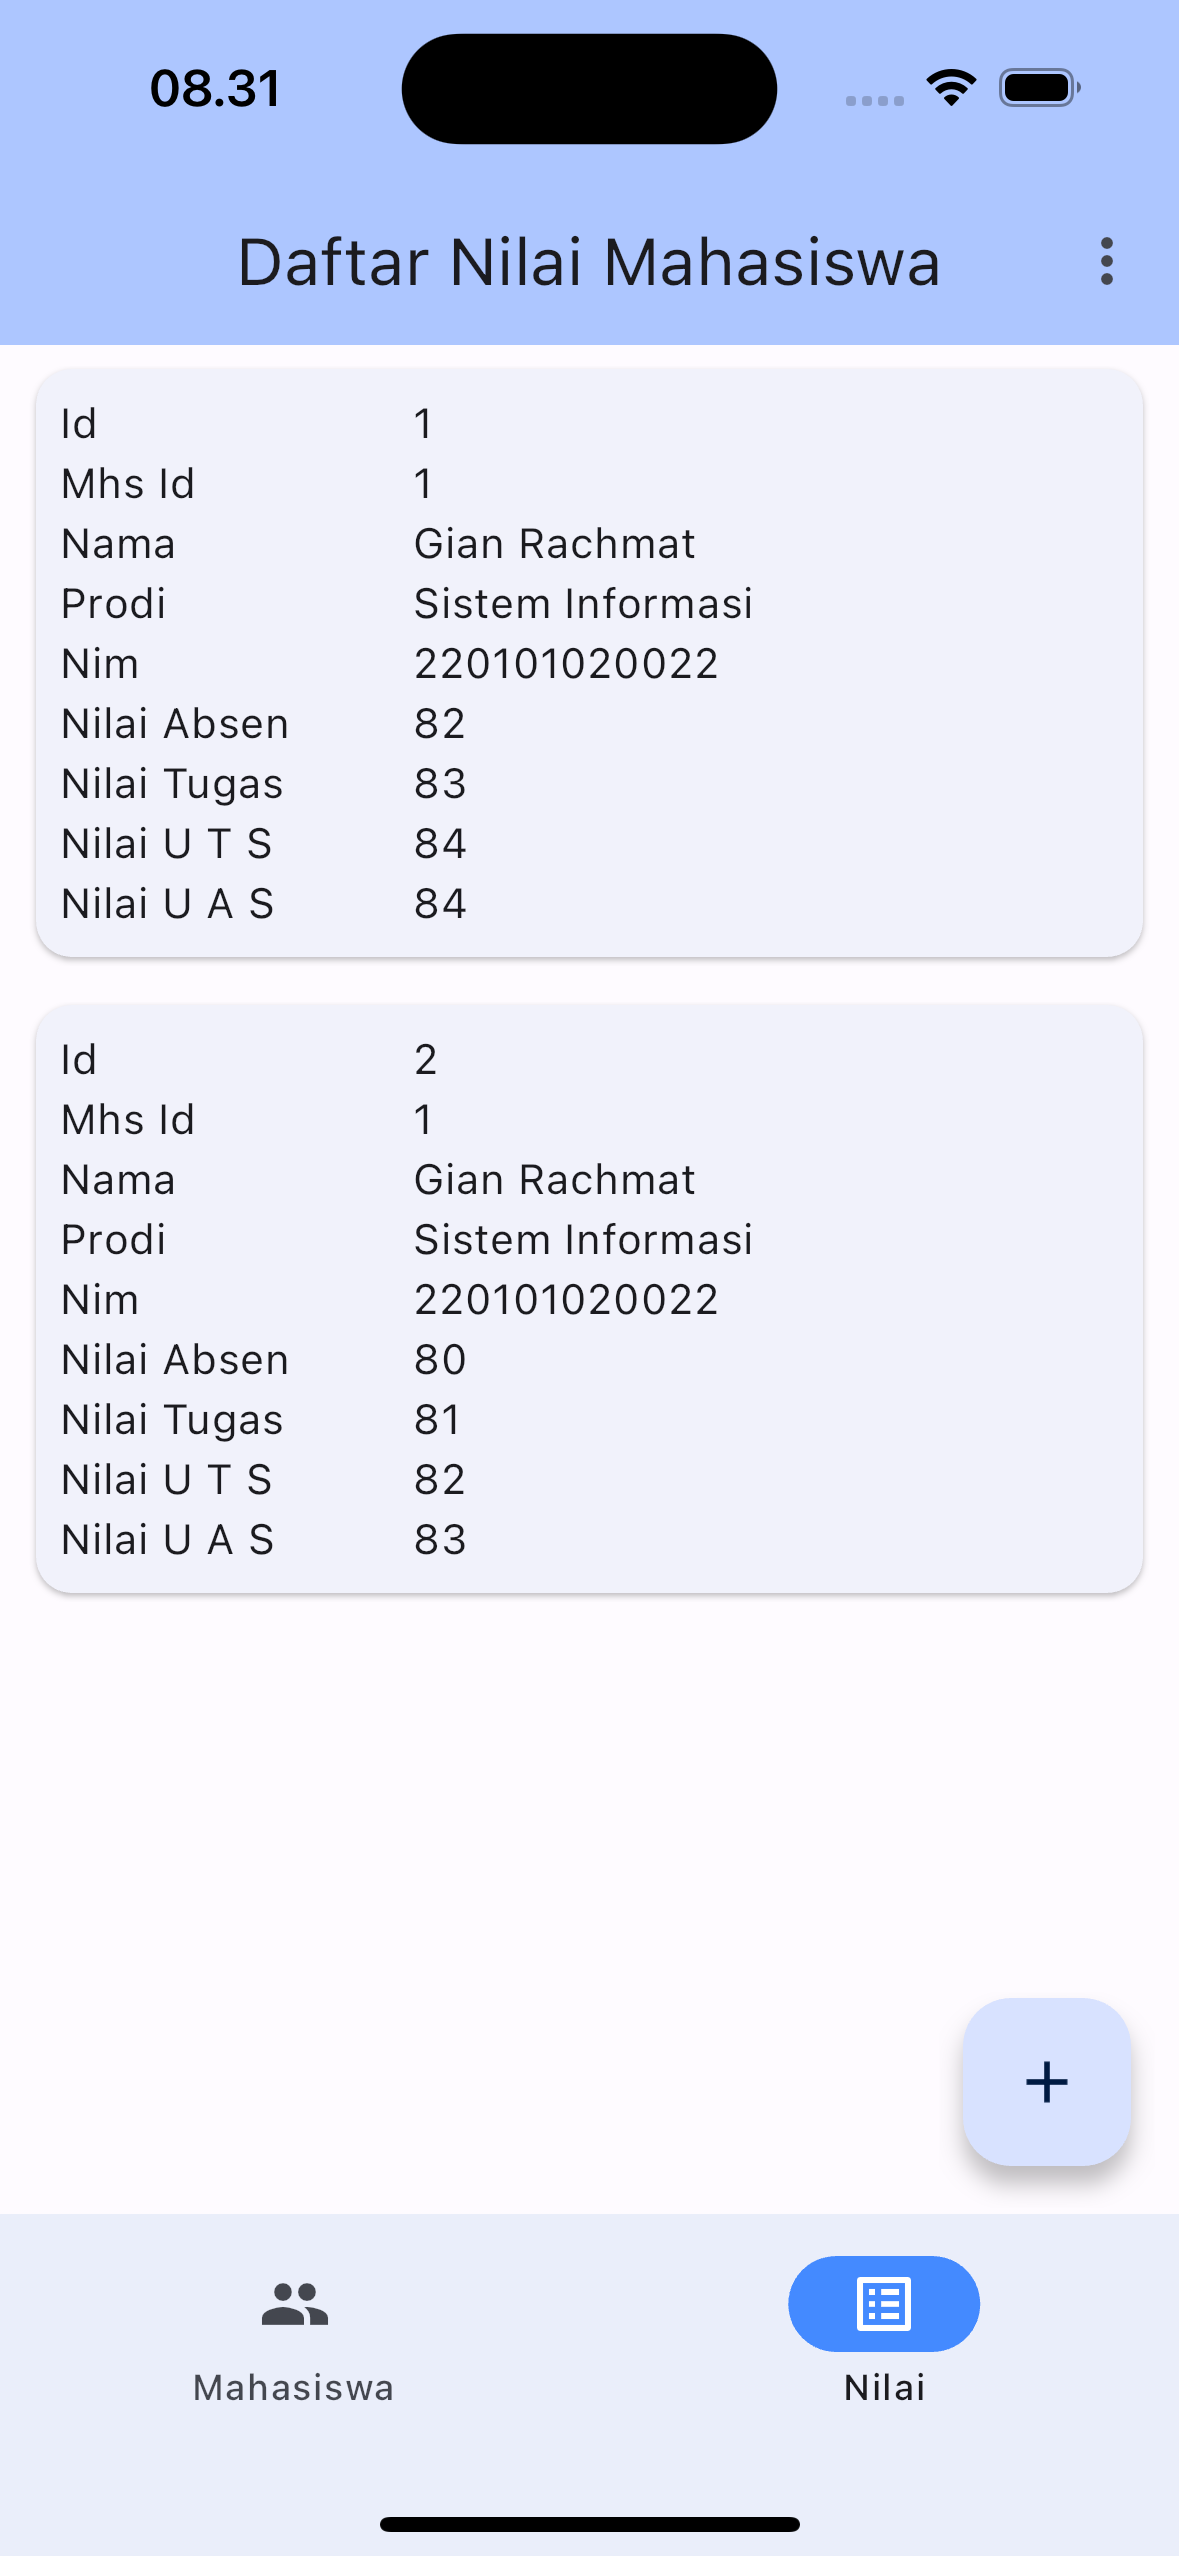 08.31
Daftar Nilai Mahasiswa
Id 1
Mhs Id 1
Nama Gian Rachmat
Prodi Sistem Informasi
Nim 220101020022
Nilai Absen 82
Nilai Tugas 83
Nilai U T S 84
Nilai U A S 84
Id 2
Mhs Id 1
Nama Gian Rachmat
Prodi Sistem Informasi
Nim 220101020022
Nilai Absen 80
Nilai Tugas 81
Nilai U T S 82
Nilai U A S 83
Mahasiswa Nilai